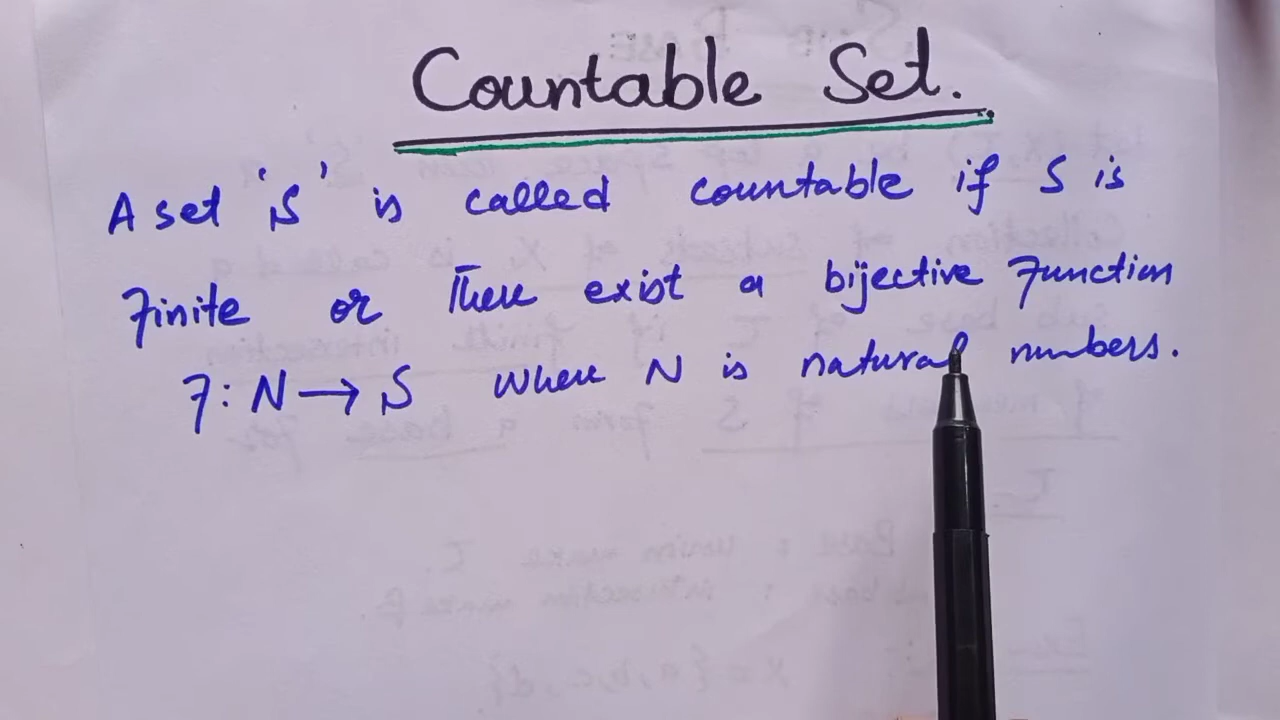 Countable Set.
A set 'S' is called countable if S is
finite or There exist a bijective function
f: N → S where N is natural numbers.